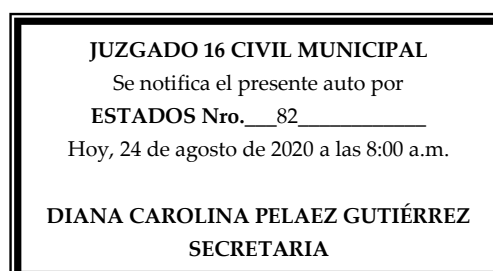 JUZGADO 16 CIVIL MUNICIPAL
Se notifica el presente auto por
ESTADOS Nro.___82____________
Hoy, 24 de agosto de 2020 a las 8:00 a.m.
DIANA CAROLINA PELAEZ GUTIÉRREZ
SECRETARIA